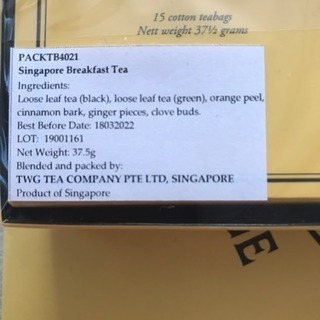 15 cotton teabags
Nett weight 37½ grams
PACKTB4021
Singapore Breakfast Tea
Ingredients:
Loose leaf tea (black), loose leaf tea (green), orange peel,
cinnamon bark, ginger pieces, clove buds.
Best Before Date: 18032022
LOT: 19001161
Net Weight: 37.5g
Blended and packed by:
TWG TEA COMPANY PTE LTD, SINGAPORE
Product of Singapore